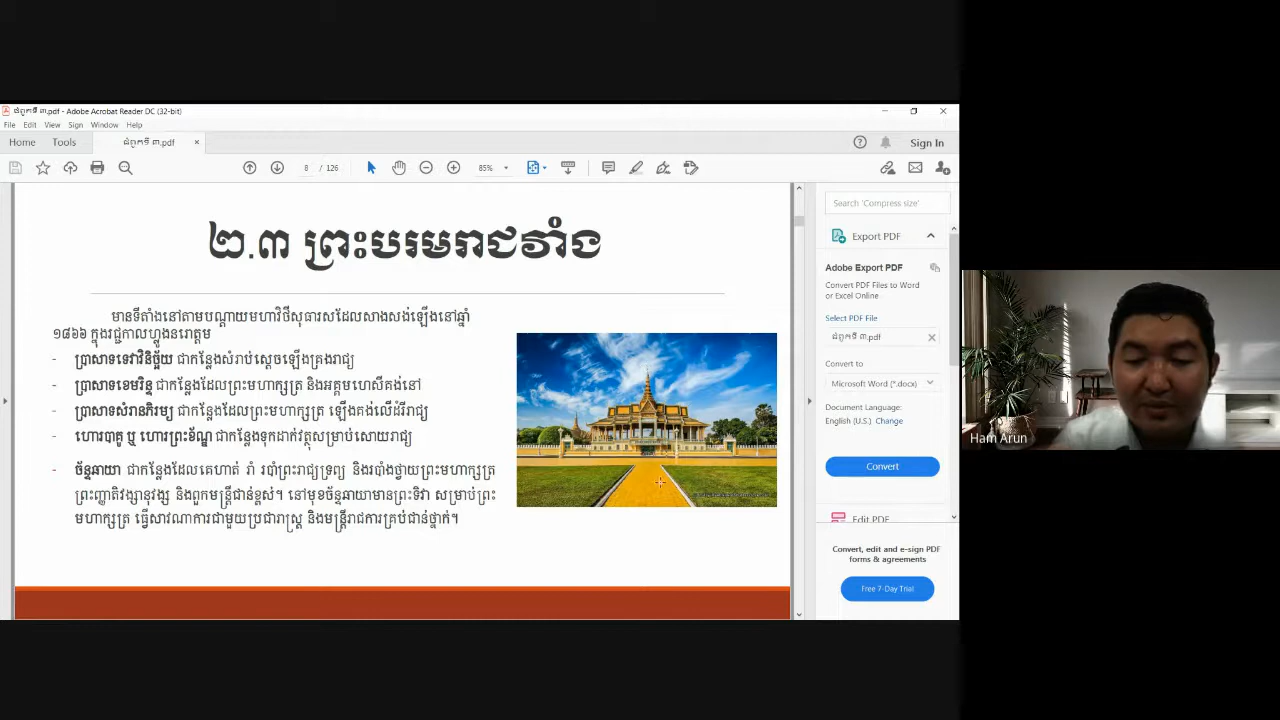 ជំពូកទី ៣.pdf - Adobe Acrobat Reader DC (32-bit)
File Edit View Sign Window Help
Home Tools ជំពូកទី ៣.pdf × Sign In
8 / 126 85%
២.៣ ព្រះបរមរាជវាំង
មានទីតាំងនៅតាមបណ្តោយមហាវិថីសុធារសដែលសាងសង់ឡើងនៅឆ្នាំ
១៨៦៦ ក្នុងរជ្ជកាលហ្លួងនរោត្តម
- ប្រាសាទទេវាវិនិច្ឆ័យ ជាកន្លែងសំរាប់ស្តេចឡើងគ្រងរាជ្យ
- ប្រាសាទខេមរិន្ទ ជាកន្លែងដែលព្រះមហាក្សត្រ និងអគ្គមហេសីគង់នៅ
- ប្រាសាទសំរានភិរម្យ ជាកន្លែងដែលព្រះមហាក្សត្រ ឡើងគង់លើដំរីរាជ្យ
- ហោរបាគូ ឬ ហោរព្រះខ័ណ្ឌ ជាកន្លែងទុកដាក់វត្ថុសម្រាប់សោយរាជ្យ
- ច័ន្ទឆាយា ជាកន្លែងដែលគេហាត់ រាំ របាំព្រះរាជ្យទ្រព្យ និងរបាំងថ្វាយព្រះមហាក្សត្រ
ព្រះញាតិវង្សានុវង្ស និងពួកមន្ត្រីជាន់ខ្ពស់។ នៅមុខច័ន្ទឆាយាមានព្រះទិវា សម្រាប់ព្រះ
មហាក្សត្រ ធ្វើសាវណាការជាមួយប្រជារាស្ត្រ និងមន្ត្រីរាជការគ្រប់ជាន់ថ្នាក់។
Search 'Compress size'
Export PDF
Adobe Export PDF
Convert PDF Files to Word
or Excel Online
Select PDF File
ជំពូកទី ៣.pdf
Convert to
Microsoft Word (*.docx)
Document Language:
English (U.S.) Change
Convert
Edit PDF
Convert, edit and e-sign PDF
forms & agreements
Free 7-Day Trial
Ham Arun